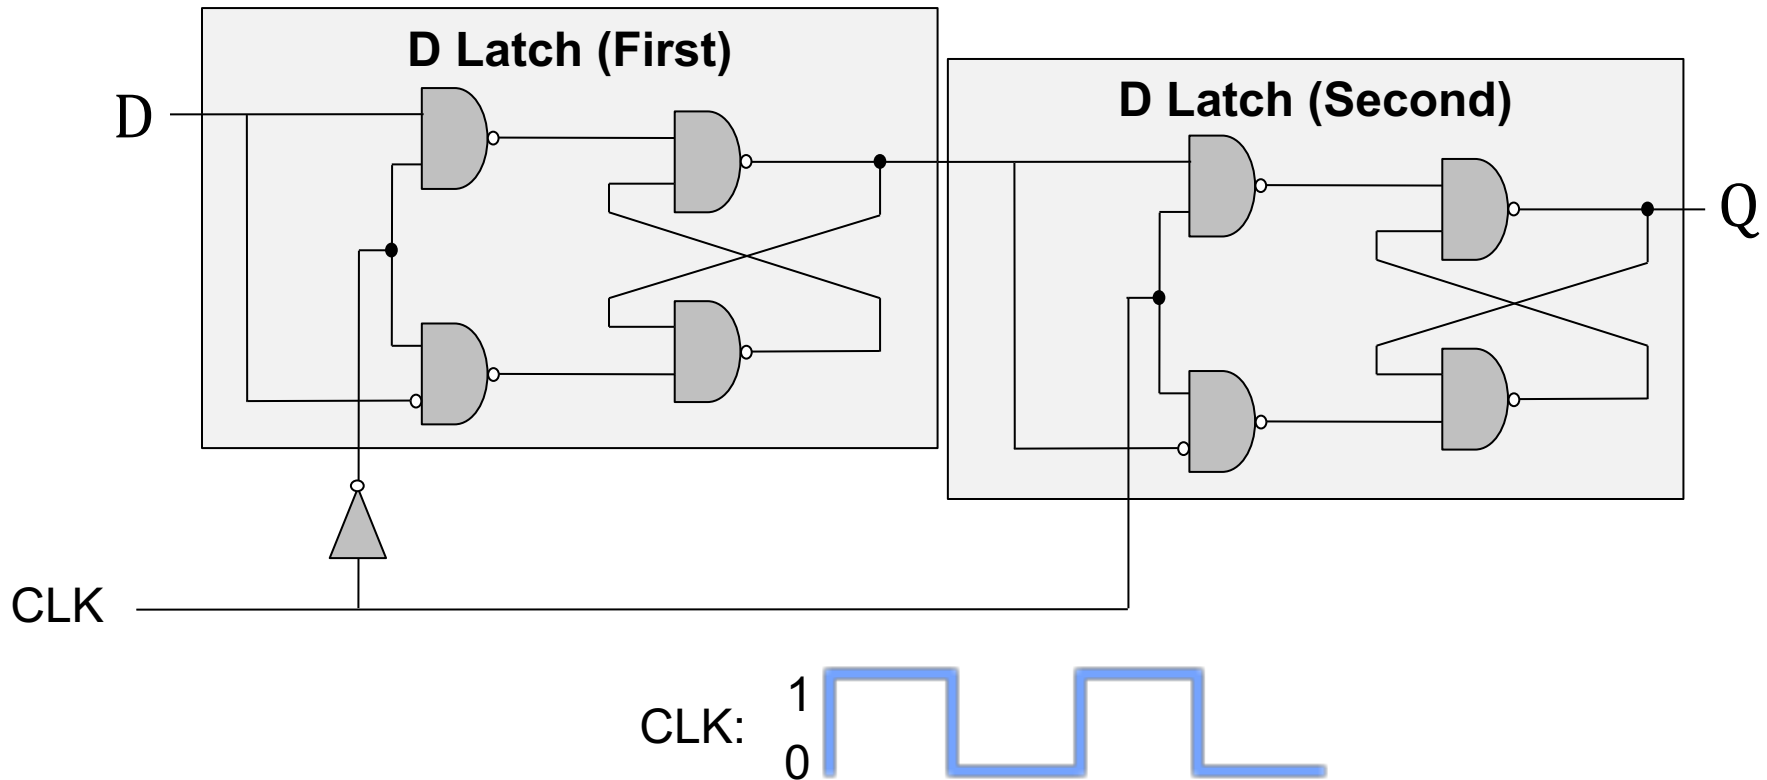 D Latch (First)
D Latch (Second)
D
Q
CLK
1
CLK:
0